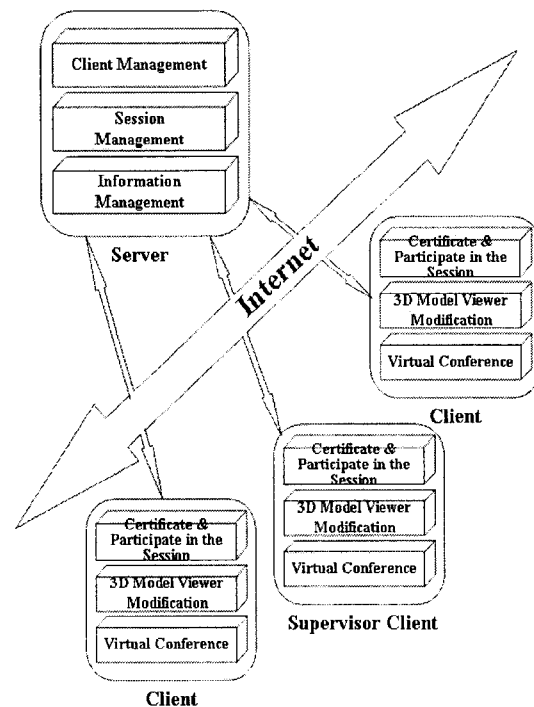 Client Management
Session
Management
Information
Management
Server
Internet
Certificate &
Participate in the
Session
3D Model Viewer
Modification
Virtual Conference
Client
Certificate &
Participate in the
Session
3D Model Viewer
Modification
Virtual Conference
Supervisor Client
Certificate &
Participate in the
Session
3D Model Viewer
Modification
Virtual Conference
Client